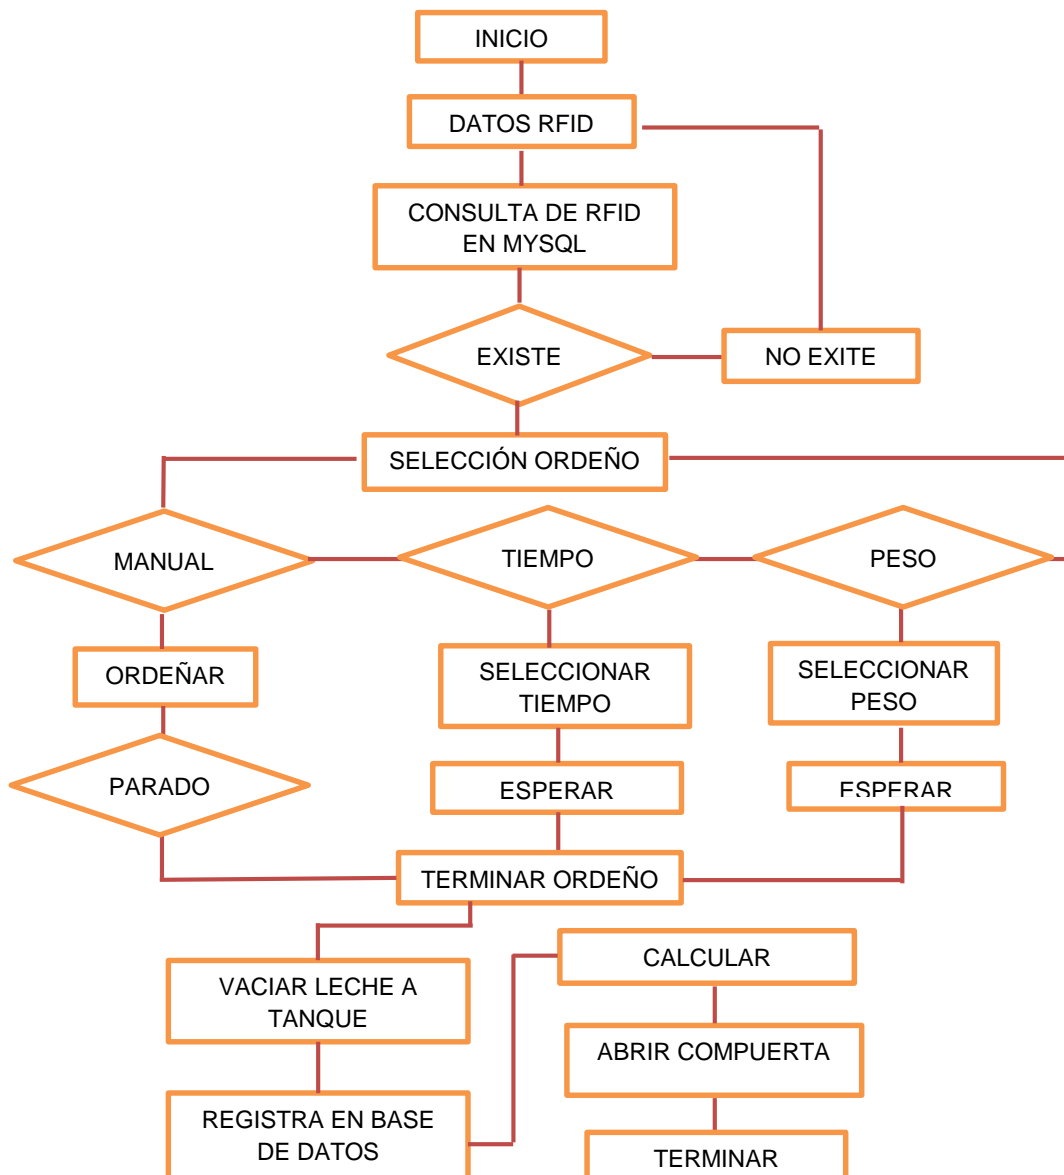 INICIO
DATOS RFID
CONSULTA DE RFID
EN MYSQL
EXISTE
NO EXITE
SELECCIÓN ORDEÑO
MANUAL
TIEMPO
PESO
ORDEÑAR
SELECCIONAR
TIEMPO
SELECCIONAR
PESO
PARADO
ESPERAR
ESPERAR
TERMINAR ORDEÑO
VACIAR LECHE A
TANQUE
CALCULAR
ABRIR COMPUERTA
REGISTRA EN BASE
DE DATOS
TERMINAR